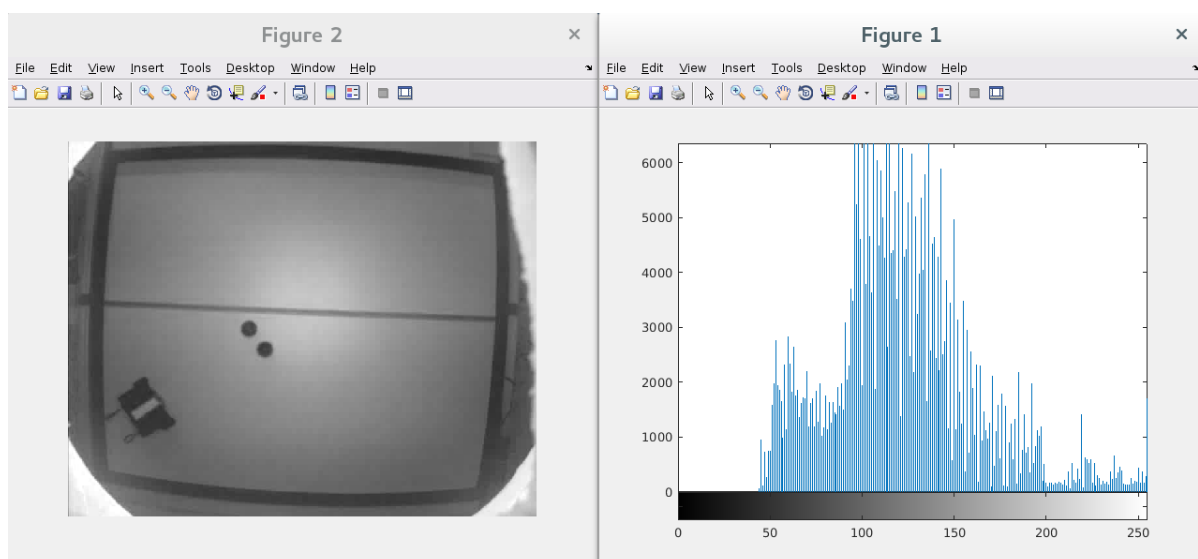 Figure 2
×
File Edit View Insert Tools Desktop Window Help
Figure 1
×
File Edit View Insert Tools Desktop Window Help
6000
5000
4000
3000
2000
1000
0
0 50 100 150 200 250